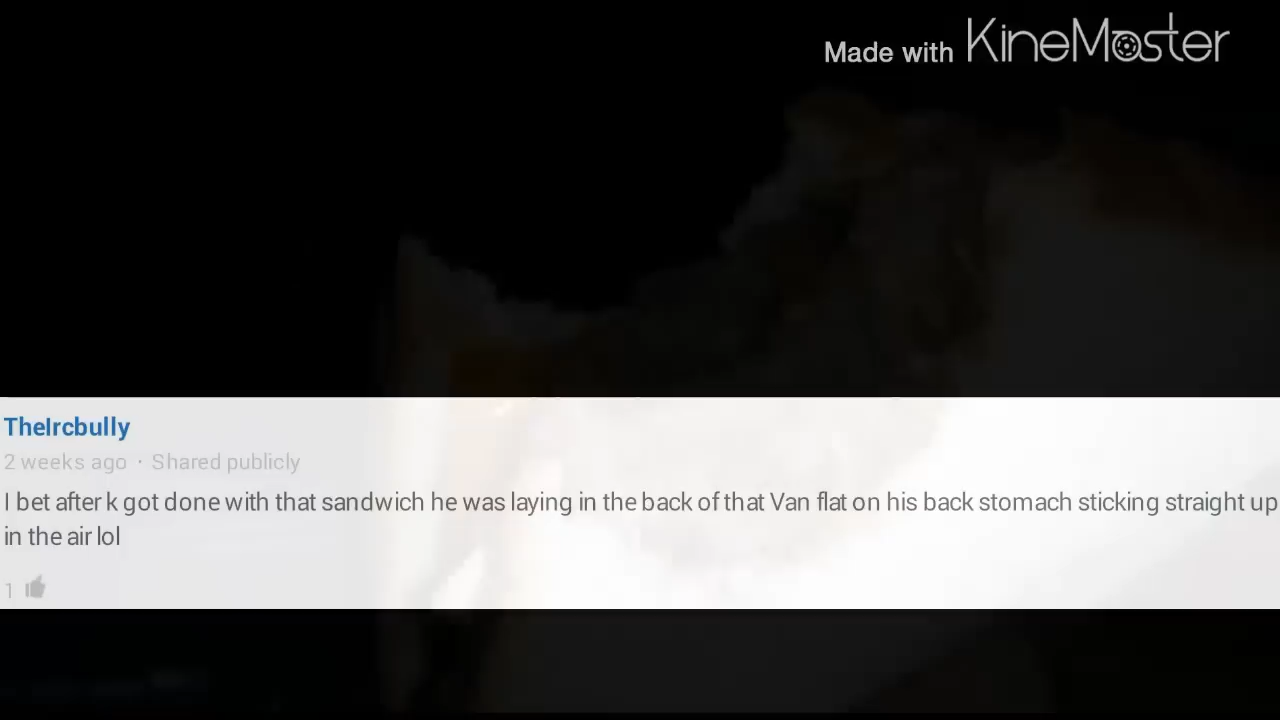 Made with KineMaster
TheIrcbully
2 weeks ago · Shared publicly
I bet after k got done with that sandwich he was laying in the back of that Van flat on his back stomach sticking straight up
in the air lol
1